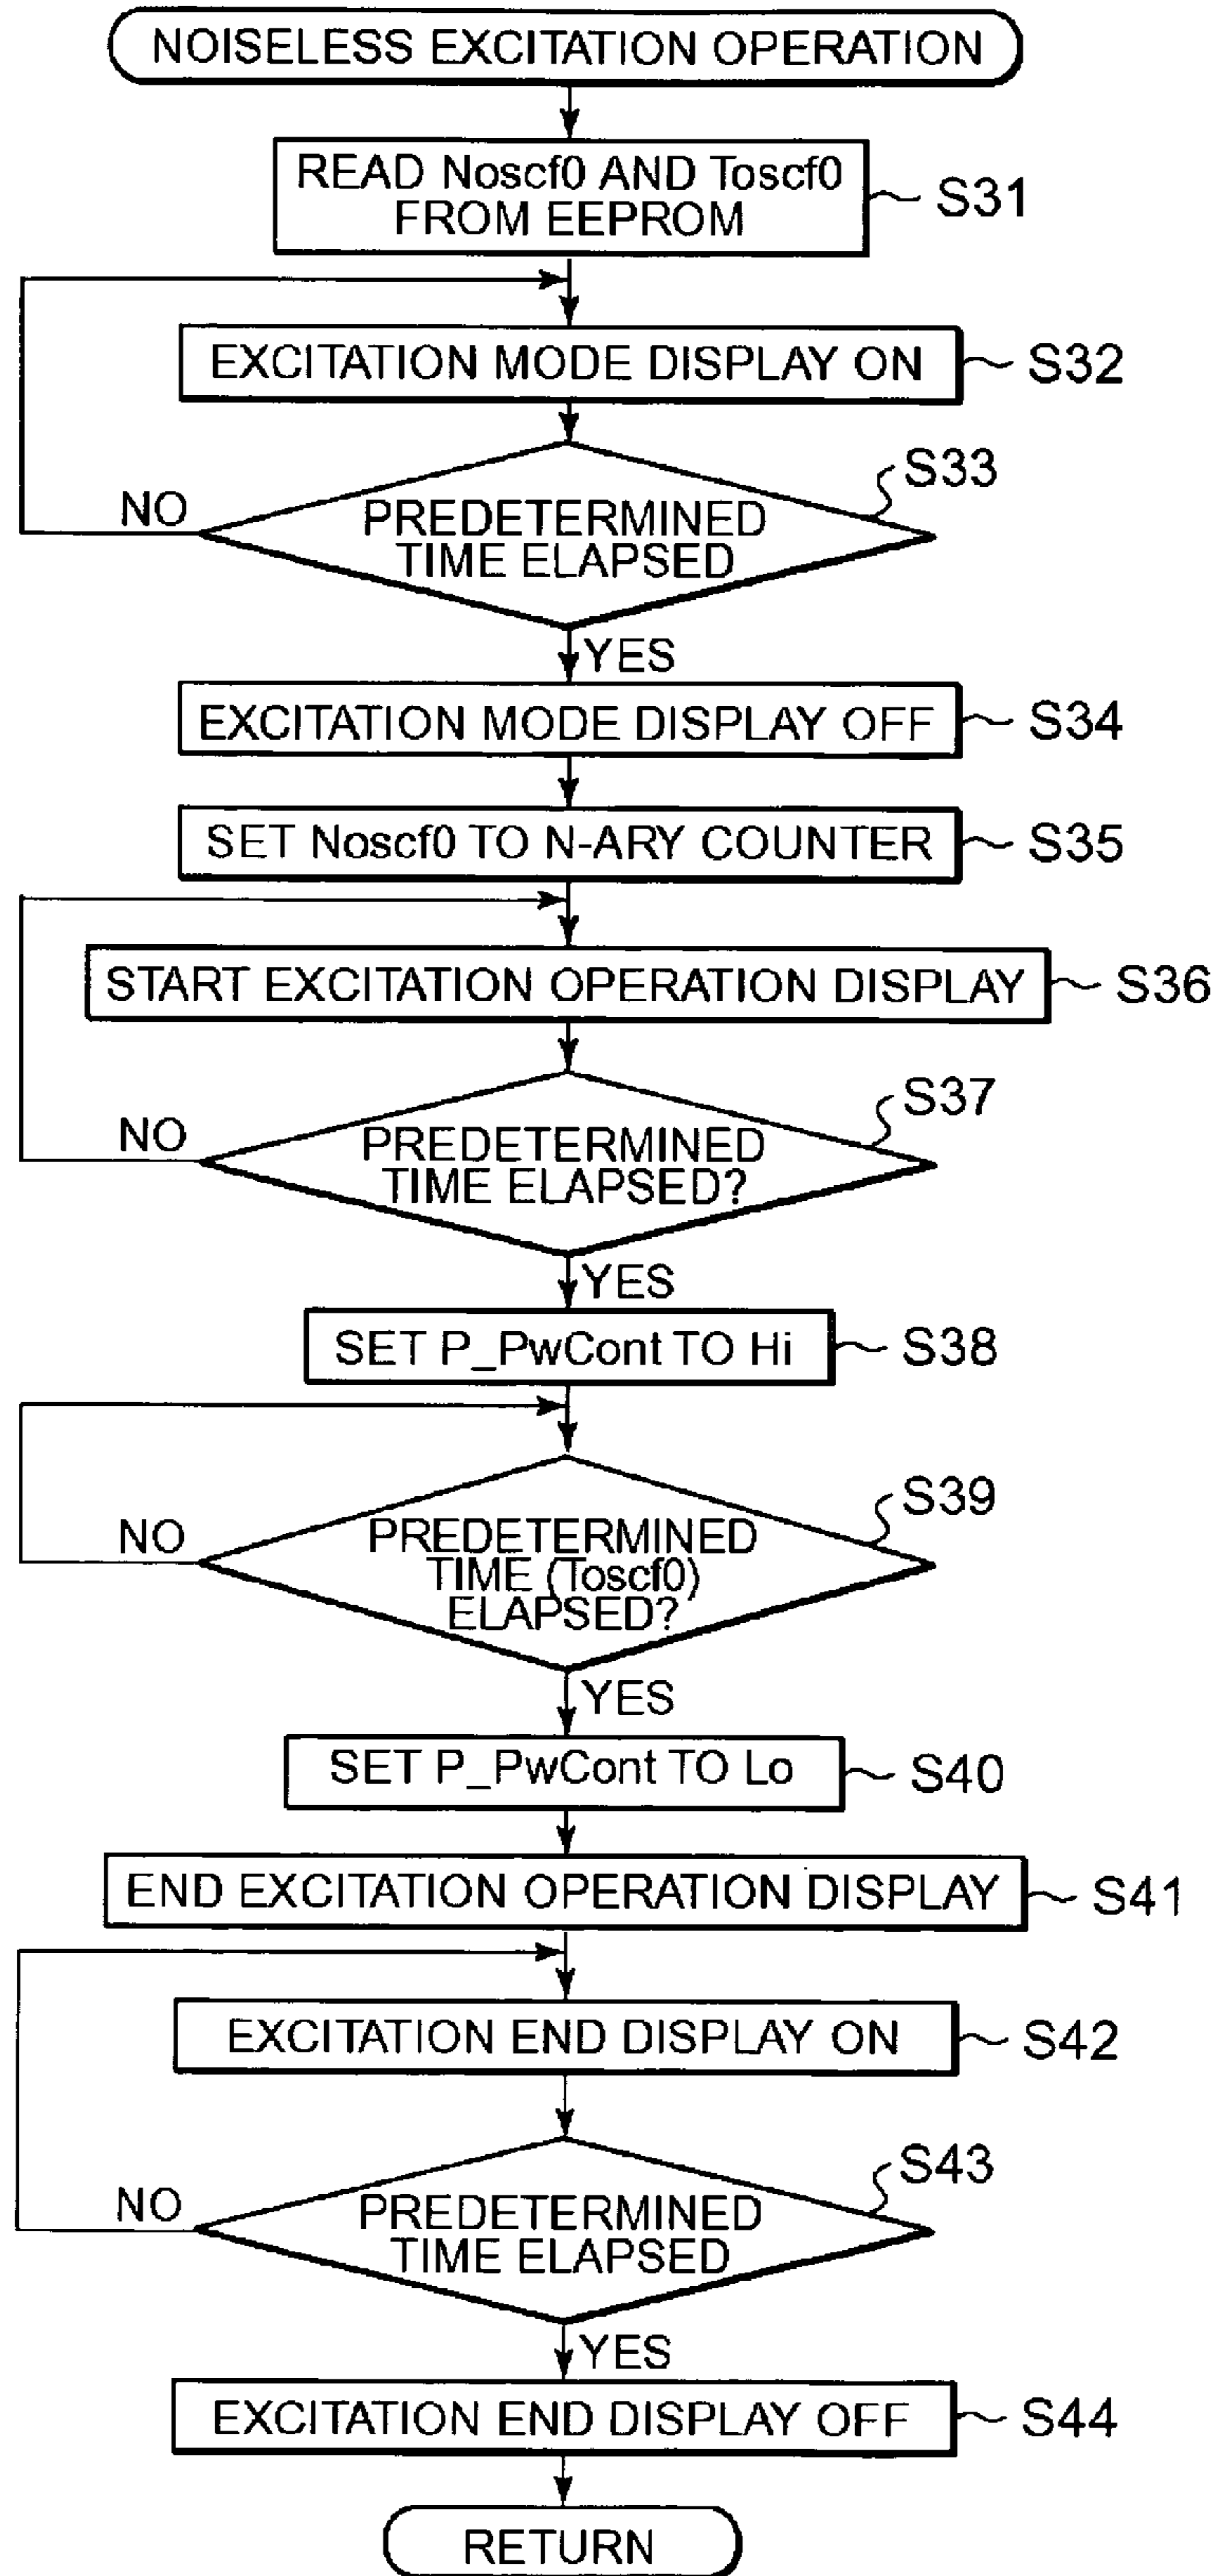 NOISELESS EXCITATION OPERATION
READ Noscf0 AND Toscf0
FROM EEPROM
S31
EXCITATION MODE DISPLAY ON
S32
S33
NO
PREDETERMINED
TIME ELAPSED
YES
EXCITATION MODE DISPLAY OFF
S34
SET Noscf0 TO N-ARY COUNTER
S35
START EXCITATION OPERATION DISPLAY
S36
S37
NO
PREDETERMINED
TIME ELAPSED?
YES
SET P_PwCont TO Hi
S38
S39
NO
PREDETERMINED
TIME (Toscf0)
ELAPSED?
YES
SET P_PwCont TO Lo
S40
END EXCITATION OPERATION DISPLAY
S41
EXCITATION END DISPLAY ON
S42
S43
NO
PREDETERMINED
TIME ELAPSED
YES
EXCITATION END DISPLAY OFF
S44
RETURN